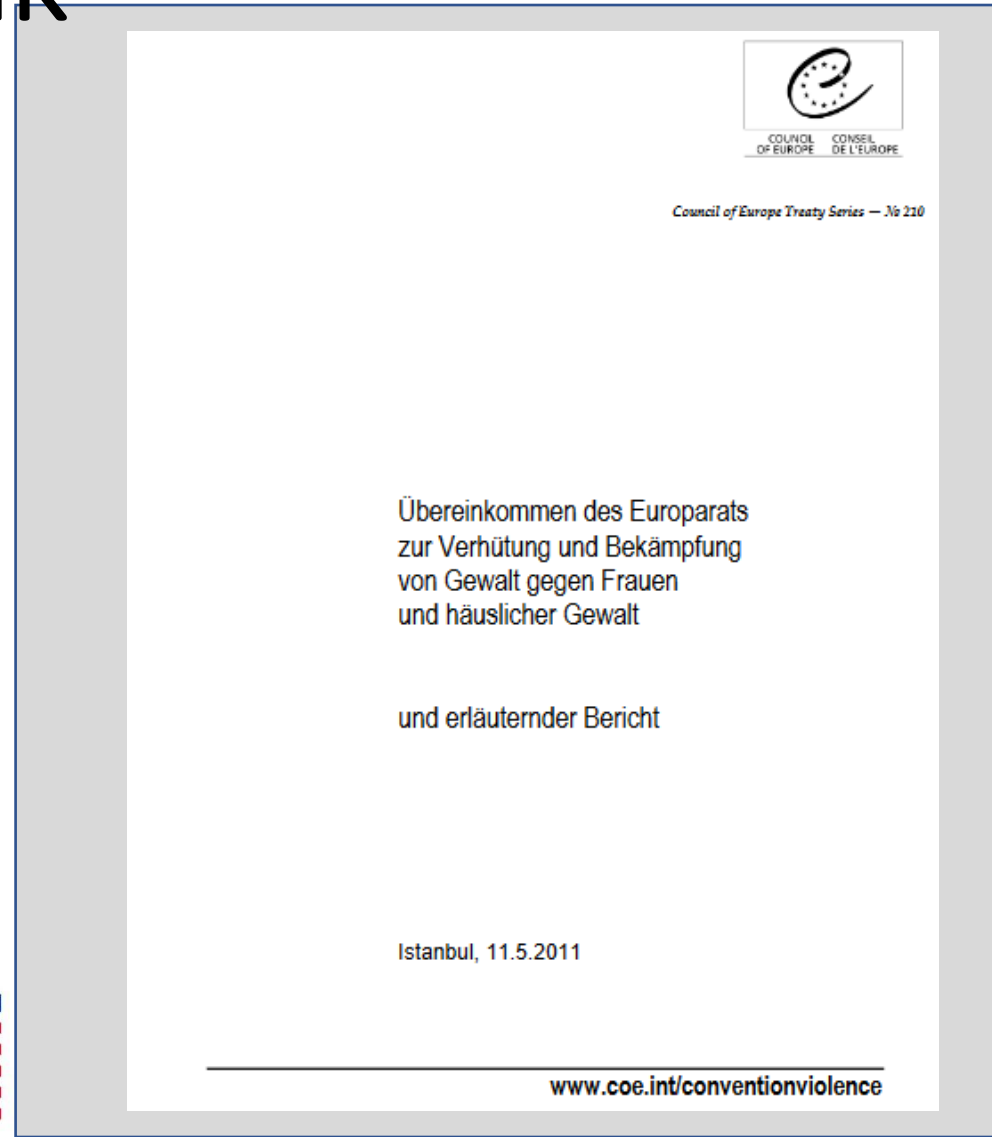 COUNCIL OF EUROPE
CONSEIL DE L'EUROPE
Council of Europe Treaty Series — № 210
Übereinkommen des Europarats
zur Verhütung und Bekämpfung
von Gewalt gegen Frauen
und häuslicher Gewalt
und erläuternder Bericht
Istanbul, 11.5.2011
www.coe.int/conventionviolence